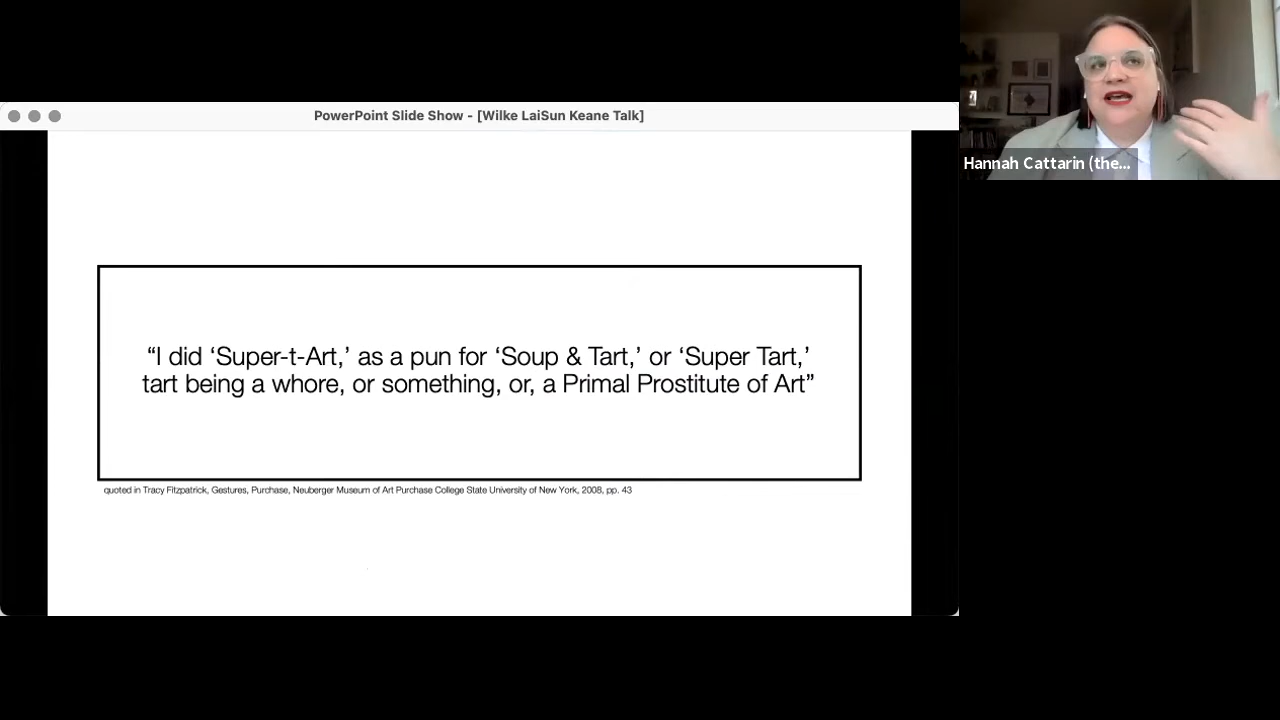 PowerPoint Slide Show - [Wilke LaiSun Keane Talk]
Hannah Cattarin (the...
“I did ‘Super-t-Art,’ as a pun for ‘Soup & Tart,’ or ‘Super Tart,’
tart being a whore, or something, or, a Primal Prostitute of Art”
quoted in Tracy Fitzpatrick, Gestures, Purchase, Neuberger Museum of Art Purchase College State University of New York, 2008, pp. 43